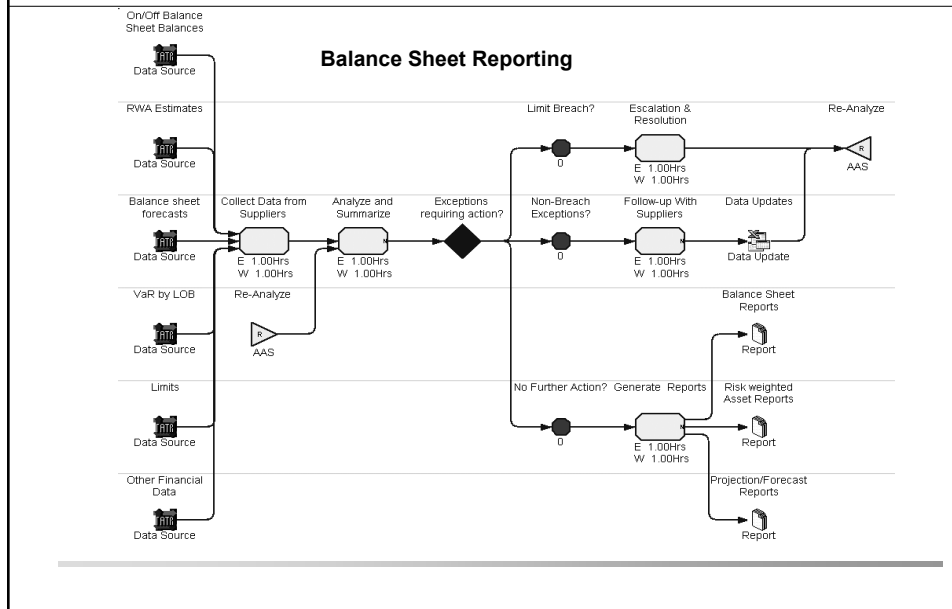 On/Off Balance
Sheet Balances
Data Source
Balance Sheet Reporting
RWA Estimates
Data Source
Limit Breach?
0
Escalation &
Resolution
E 1.00Hrs
W 1.00Hrs
Re-Analyze
R
AAS
Balance sheet
forecasts
Data Source
Collect Data from
Suppliers
E 1.00Hrs
W 1.00Hrs
Analyze and
Summarize
N
E 1.00Hrs
W 1.00Hrs
Exceptions
requiring action?
Non-Breach
Exceptions?
0
Follow-up With
Suppliers
N
E 1.00Hrs
W 1.00Hrs
Data Updates
Data Update
VaR by LOB
Data Source
Re-Analyze
R
AAS
Balance Sheet
Reports
Report
Limits
Data Source
No Further Action?
0
Generate Reports
N
E 1.00Hrs
W 1.00Hrs
Risk weighted
Asset Reports
Report
Other Financial
Data
Data Source
Projection/Forecast
Reports
Report